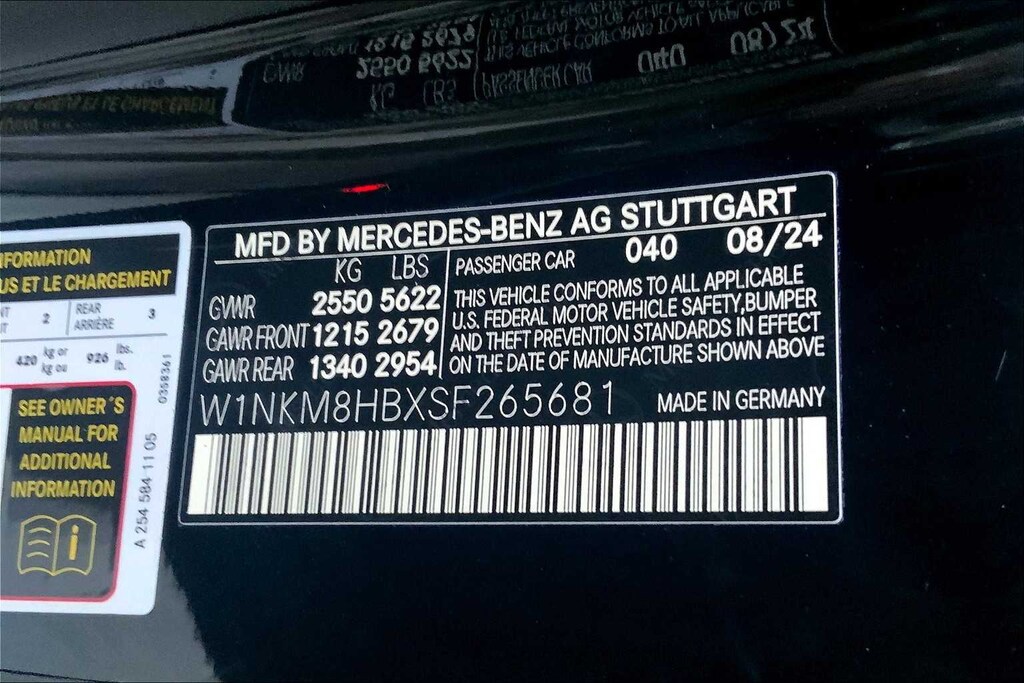 MFD BY MERCEDES-BENZ AG STUTTGART
KG LBS
GVWR 2550 5622
GAWR FRONT 1215 2679
GAWR REAR 1340 2954
PASSENGER CAR 040 08/24
THIS VEHICLE CONFORMS TO ALL APPLICABLE
U.S. FEDERAL MOTOR VEHICLE SAFETY, BUMPER
AND THEFT PREVENTION STANDARDS IN EFFECT
ON THE DATE OF MANUFACTURE SHOWN ABOVE
W1NKM8HBXSF265681 MADE IN GERMANY
US ET LE CHARGEMENT
2 REAR 3
ARRIÈRE
420 kg or 926 lbs.
kg ou lb.
SEE OWNER'S
MANUAL FOR
ADDITIONAL
INFORMATION
0358361
A 254 584 11 05